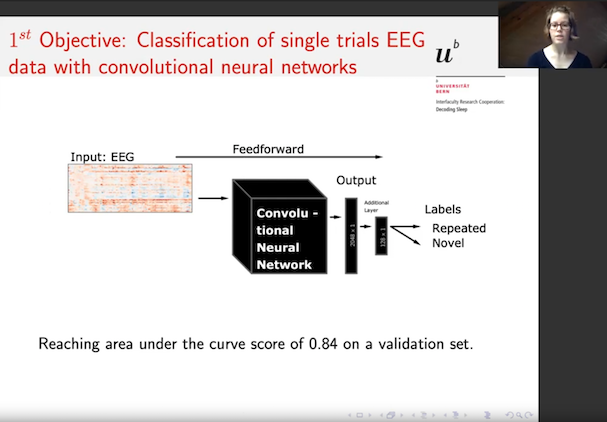 1st Objective: Classification of single trials EEG
data with convolutional neural networks
u
b
b
UNIVERSITÄT
BERN
Interfaculty Research Cooperation:
Decoding Sleep
Input: EEG
Feedforward
Output
Additional
Layer
Convolu -
tional
Neural
Network
2048 x 1
128 x 1
Labels
Repeated
Novel
Reaching area under the curve score of 0.84 on a validation set.